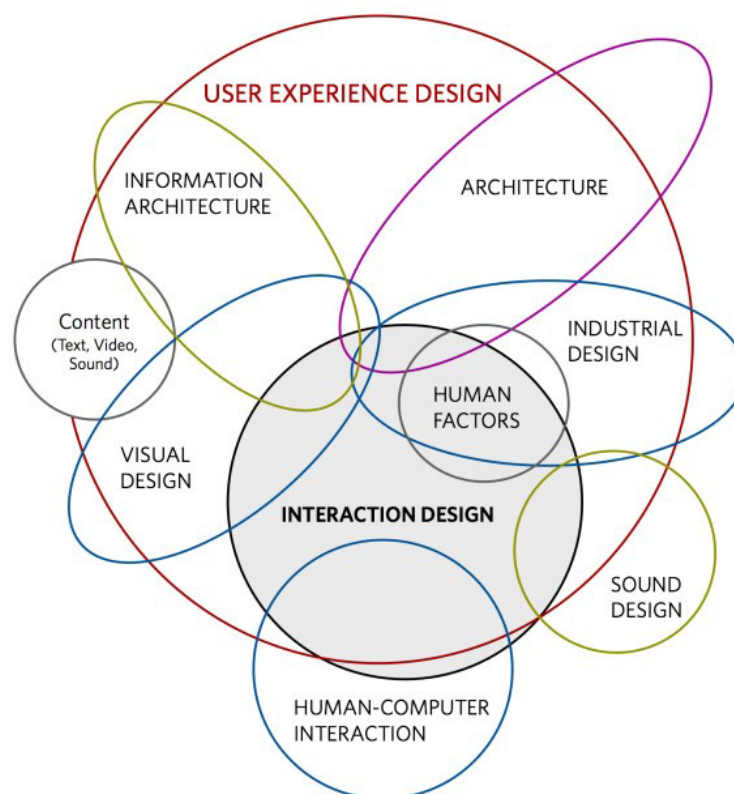 USER EXPERIENCE DESIGN
INFORMATION
ARCHITECTURE
ARCHITECTURE
Content
(Text, Video,
Sound)
INDUSTRIAL
DESIGN
HUMAN
FACTORS
VISUAL
DESIGN
INTERACTION DESIGN
SOUND
DESIGN
HUMAN-COMPUTER
INTERACTION